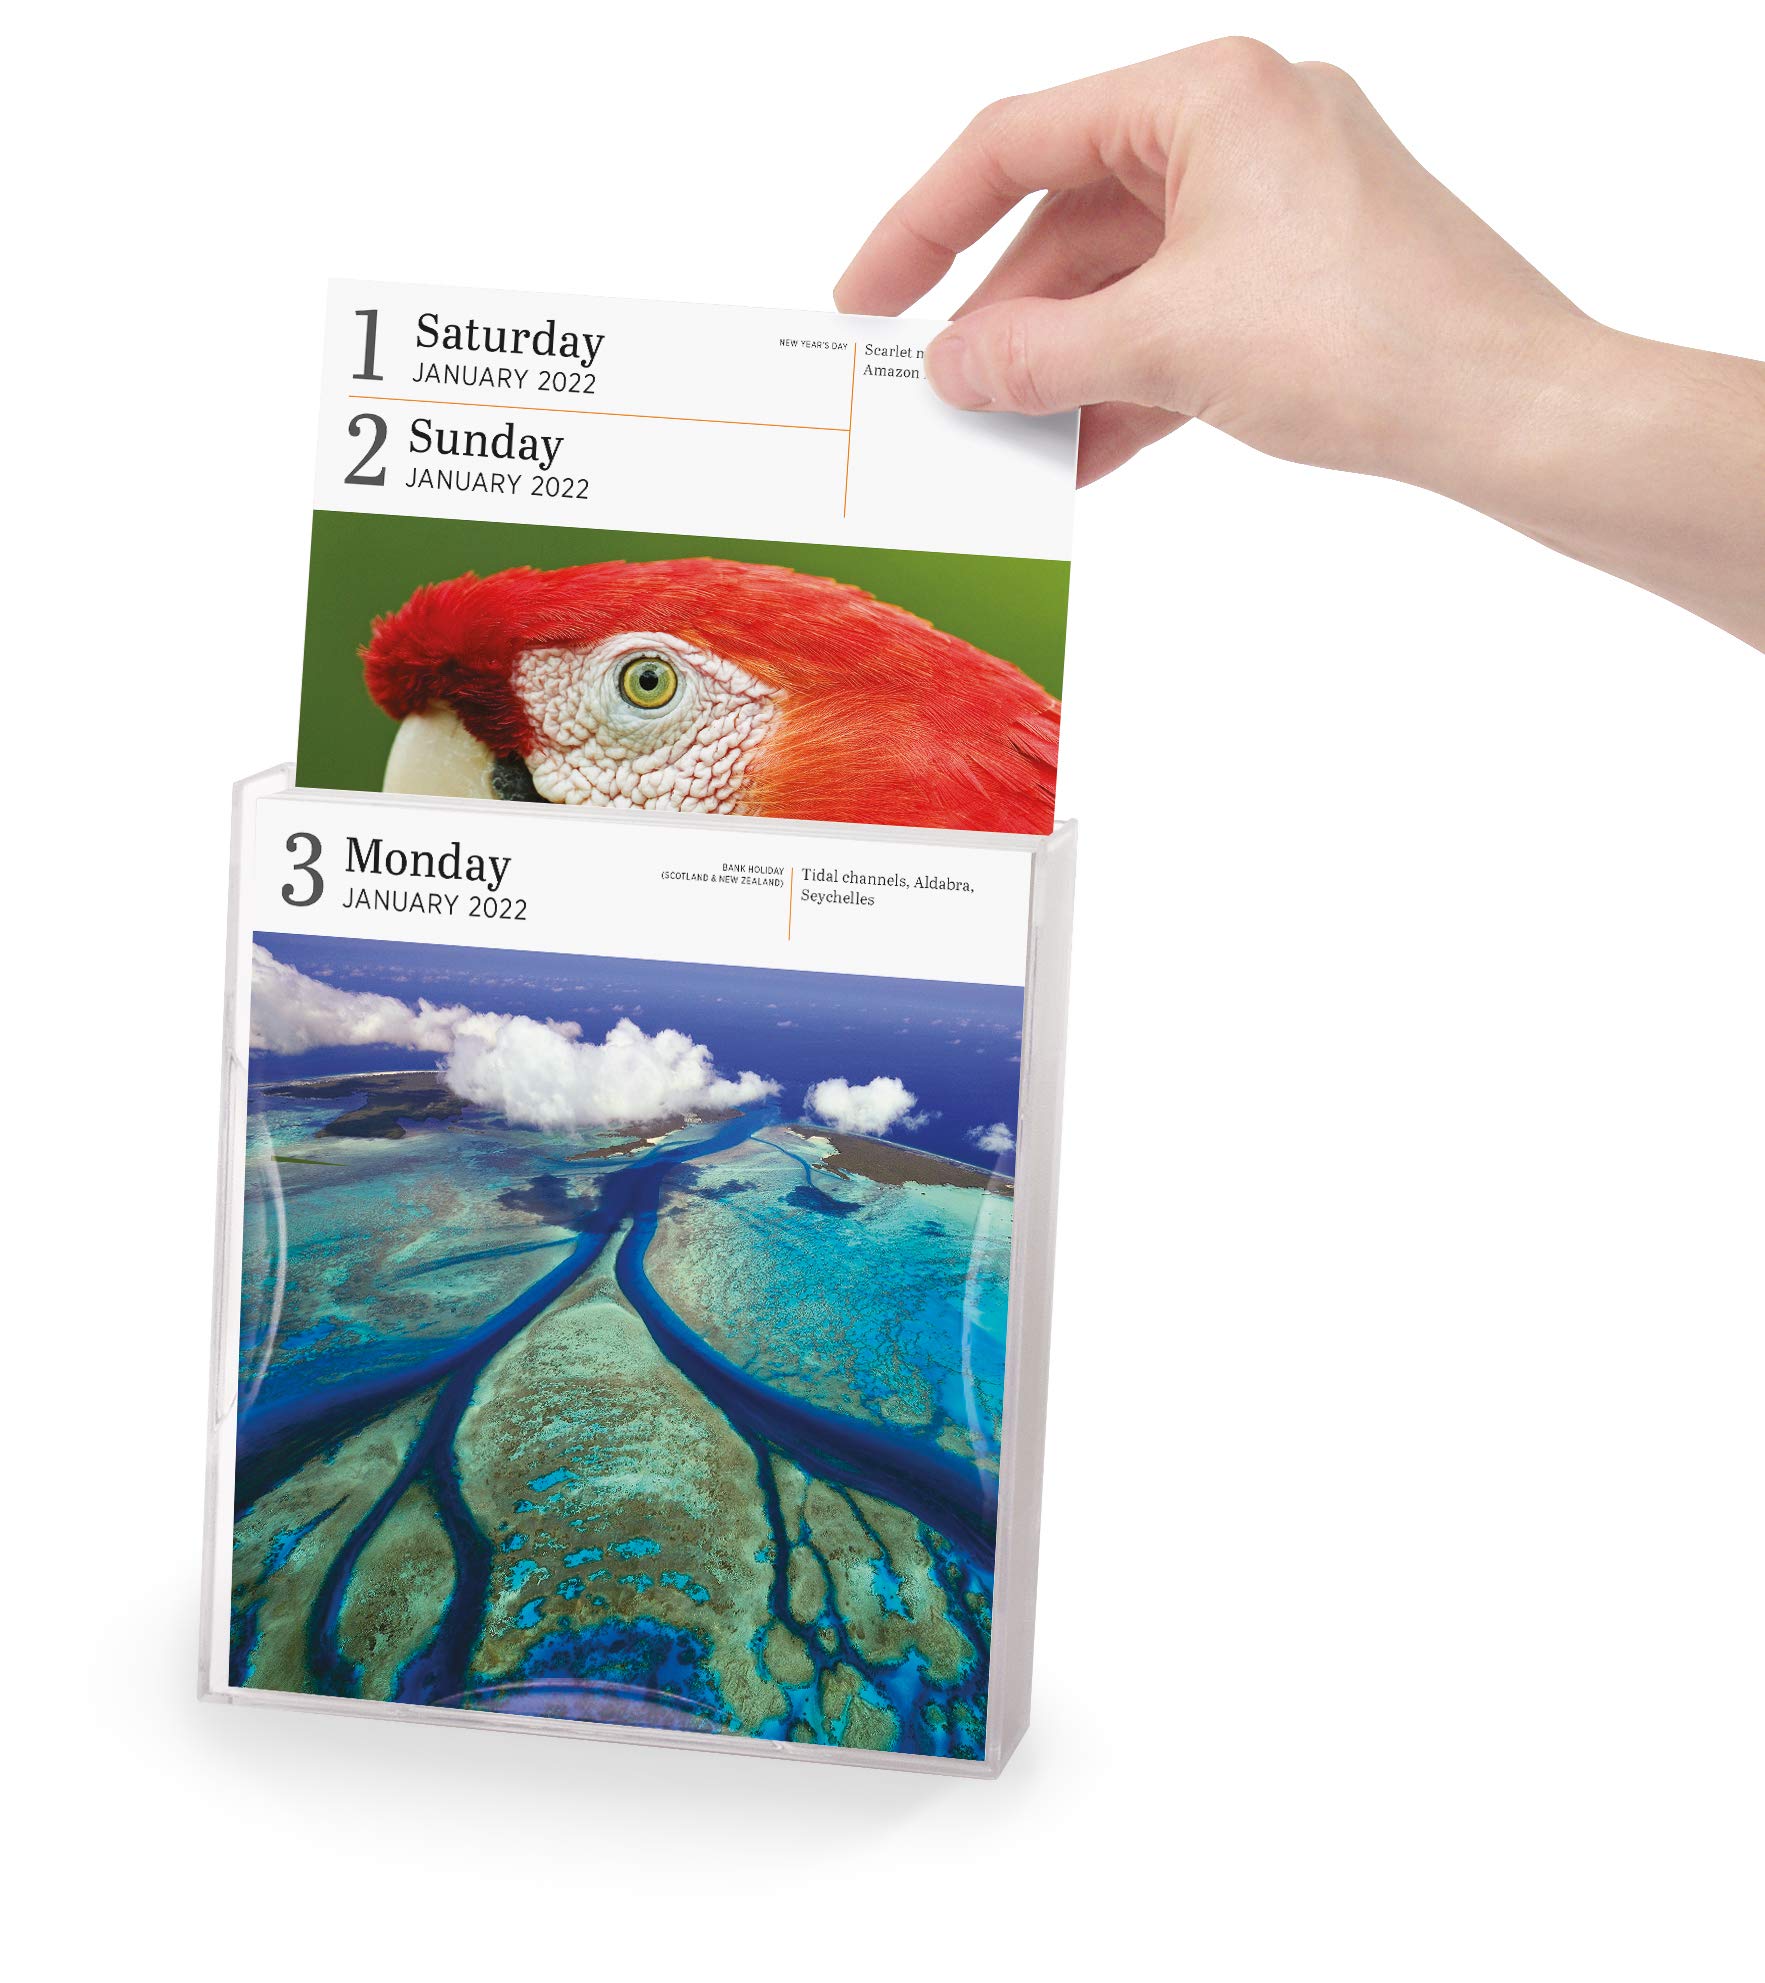 1
Saturday
JANUARY 2022
NEW YEAR'S DAY
Scarlet
Amazon
2
Sunday
JANUARY 2022
3
Monday
JANUARY 2022
BANK HOLIDAY
(SCOTLAND & NEW ZEALAND)
Tidal channels, Aldabra,
Seychelles